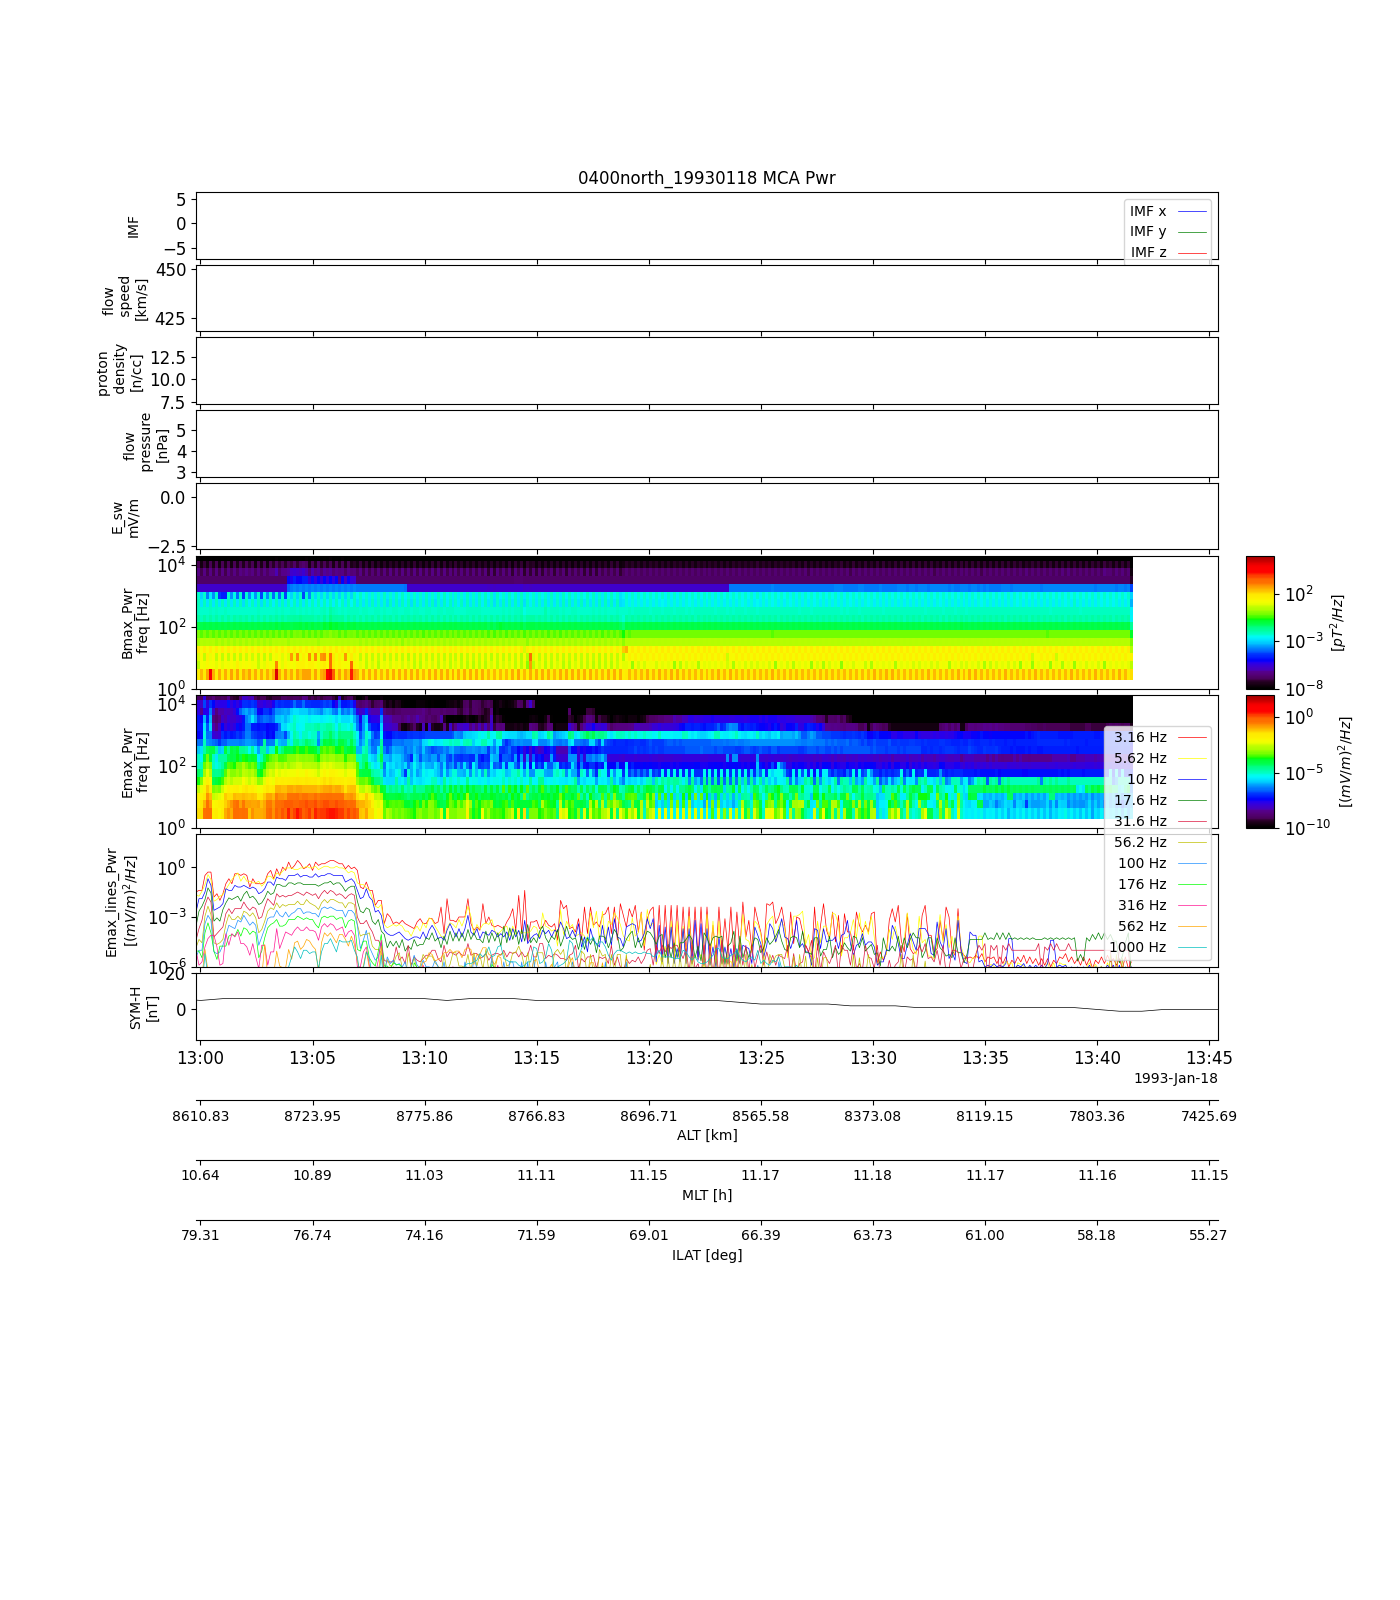 0400north_19930118 MCA Pwr
5
0
−5
IMF
IMF x
IMF y
IMF z
450
425
flow
speed
[km/s]
12.5
10.0
7.5
proton
density
[n/cc]
5
4
3
flow
pressure
[nPa]
0.0
−2.5
E_sw
mV/m
10^4
10^2
10^0
Bmax_Pwr
freq [Hz]
10^2
10^−3
10^−8
[pT^2/Hz]
10^4
10^2
10^0
Emax_Pwr
freq [Hz]
10^0
10^−5
10^−10
[(mV/m)^2/Hz]
3.16 Hz
5.62 Hz
10 Hz
17.6 Hz
31.6 Hz
56.2 Hz
100 Hz
176 Hz
316 Hz
562 Hz
1000 Hz
10^0
10^−3
10^−6
Emax_lines_Pwr
[(mV/m)^2/Hz]
20
0
SYM-H
[nT]
13:00 13:05 13:10 13:15 13:20 13:25 13:30 13:35 13:40 13:45
1993-Jan-18
8610.83 8723.95 8775.86 8766.83 8696.71 8565.58 8373.08 8119.15 7803.36 7425.69
ALT [km]
10.64 10.89 11.03 11.11 11.15 11.17 11.18 11.17 11.16 11.15
MLT [h]
79.31 76.74 74.16 71.59 69.01 66.39 63.73 61.00 58.18 55.27
ILAT [deg]